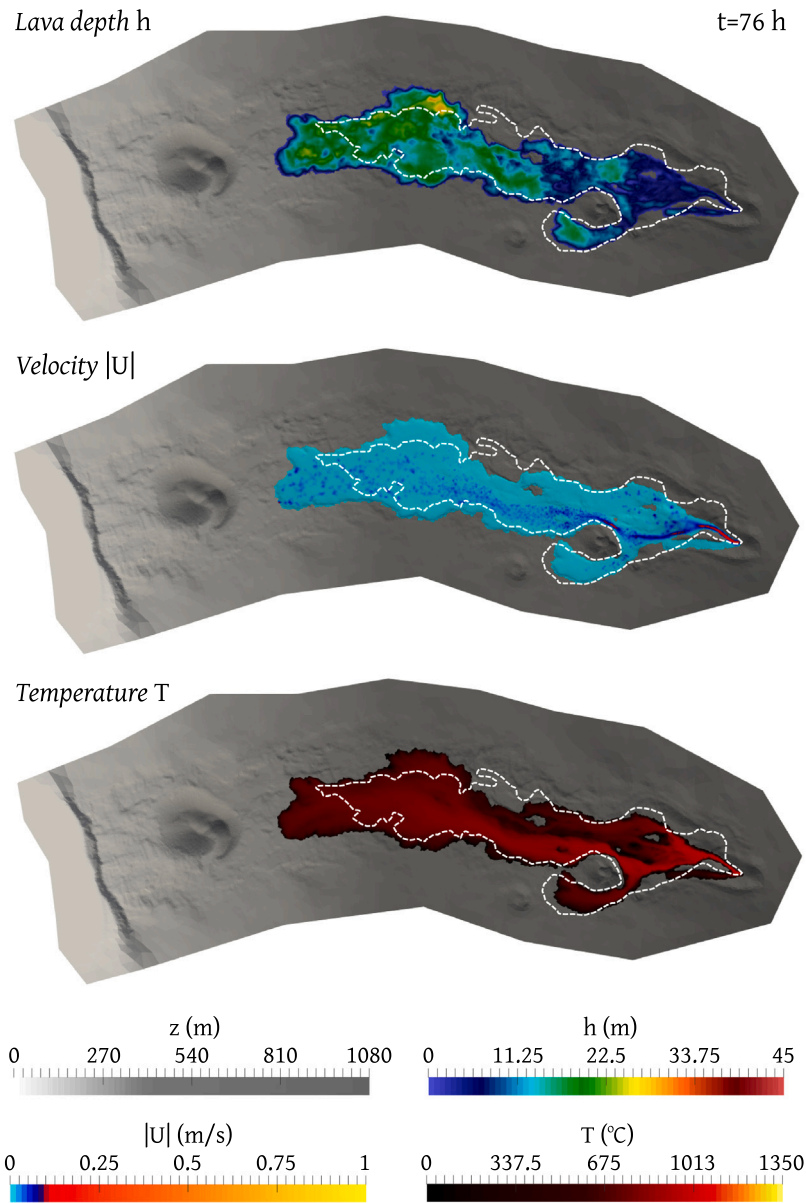 Lava depth h
t=76 h
Velocity |U|
Temperature T
z (m)
0 270 540 810 1080
h (m)
0 11.25 22.5 33.75 45
|U| (m/s)
0 0.25 0.5 0.75 1
T (ºC)
0 337.5 675 1013 1350